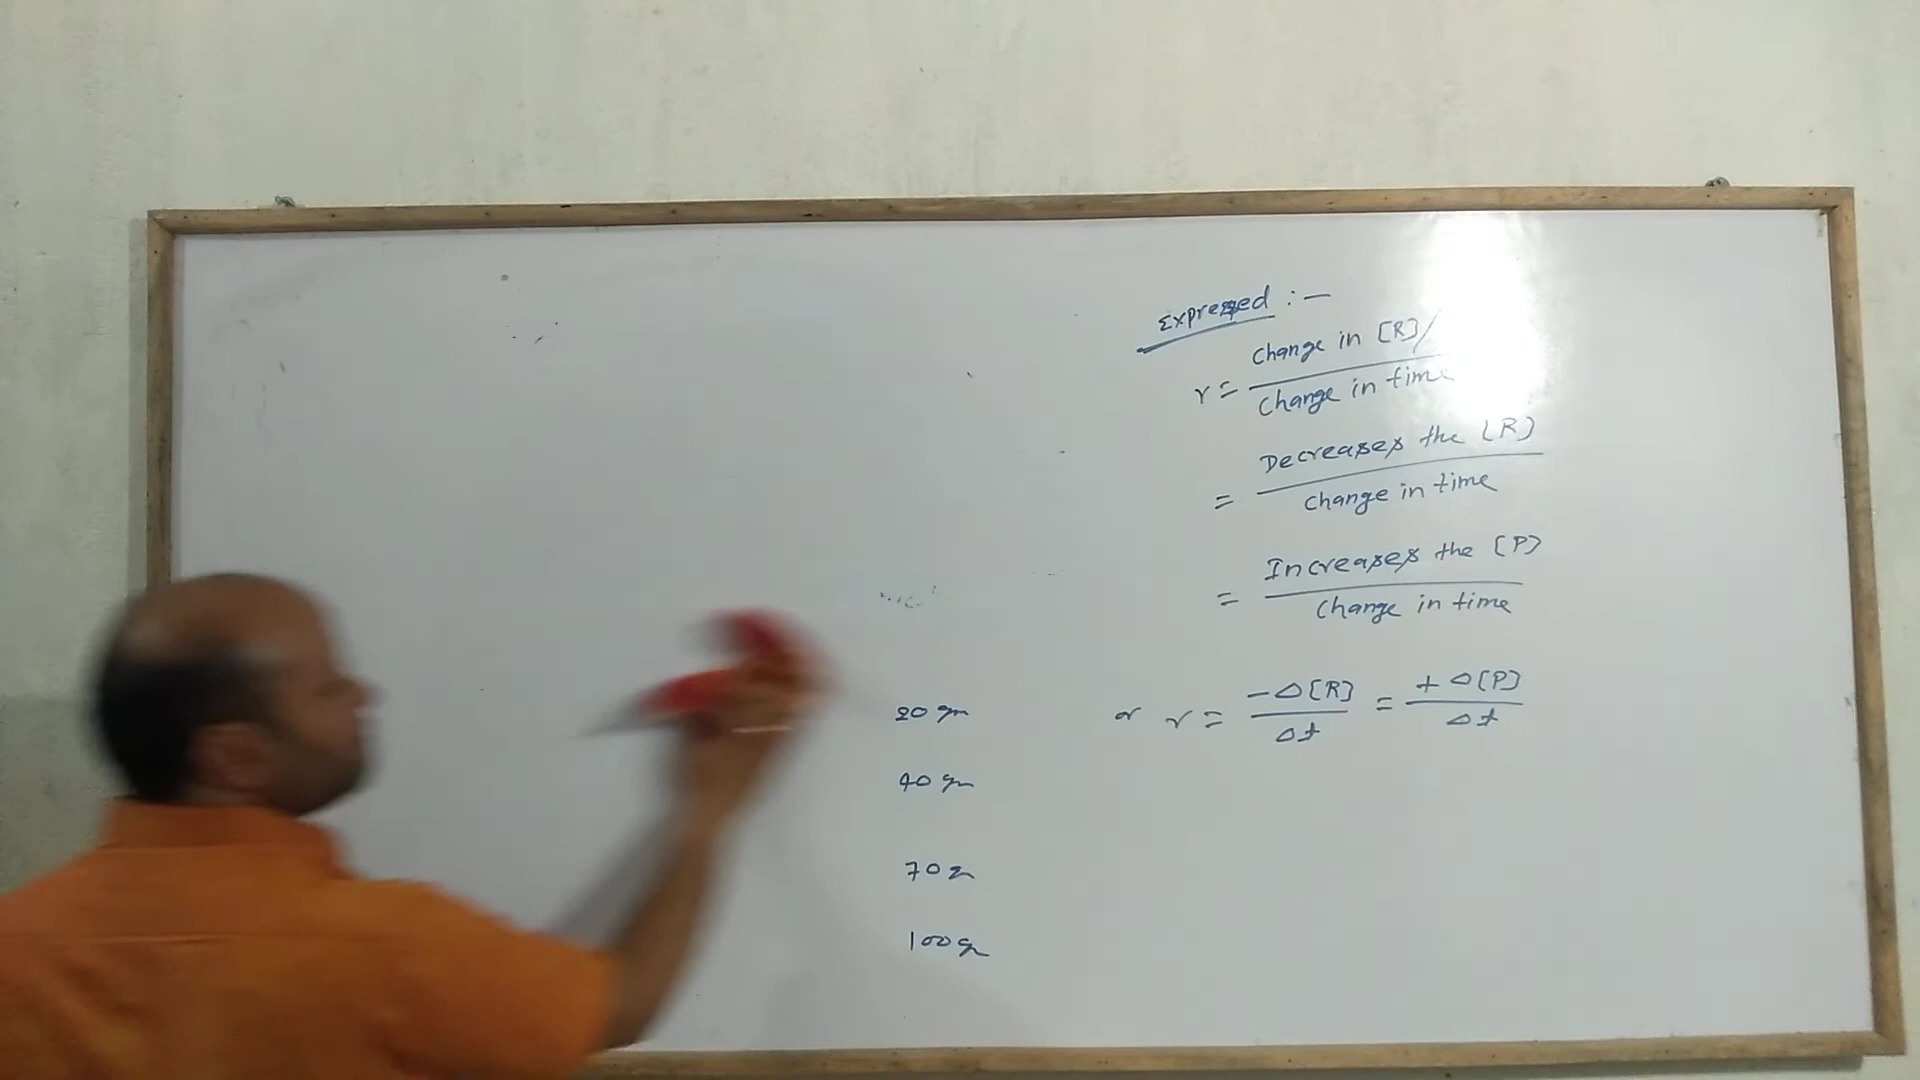 Expressed :—
r = change in [R]/
change in time
= Decreases the [R]
change in time
= Increases the [P]
change in time
or r = -Δ[R]/Δt = +Δ[P]/Δt
20 gm
40 gm
70 g
100 g